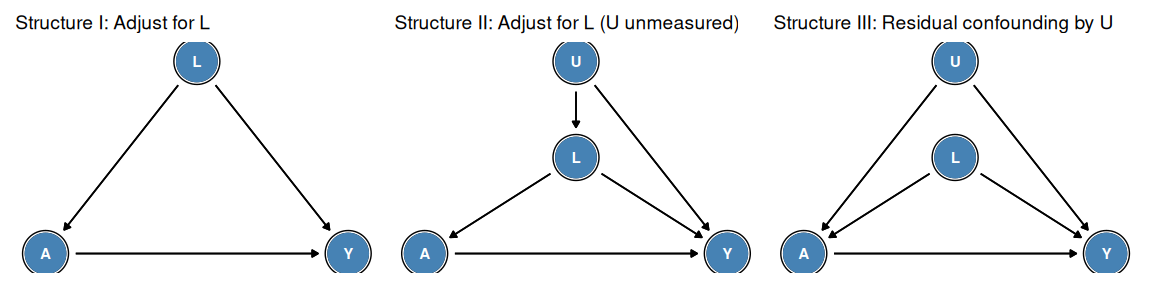 Structure I: Adjust for L
L
A
Y
Structure II: Adjust for L (U unmeasured)
U
L
A
Y
Structure III: Residual confounding by U
U
L
A
Y